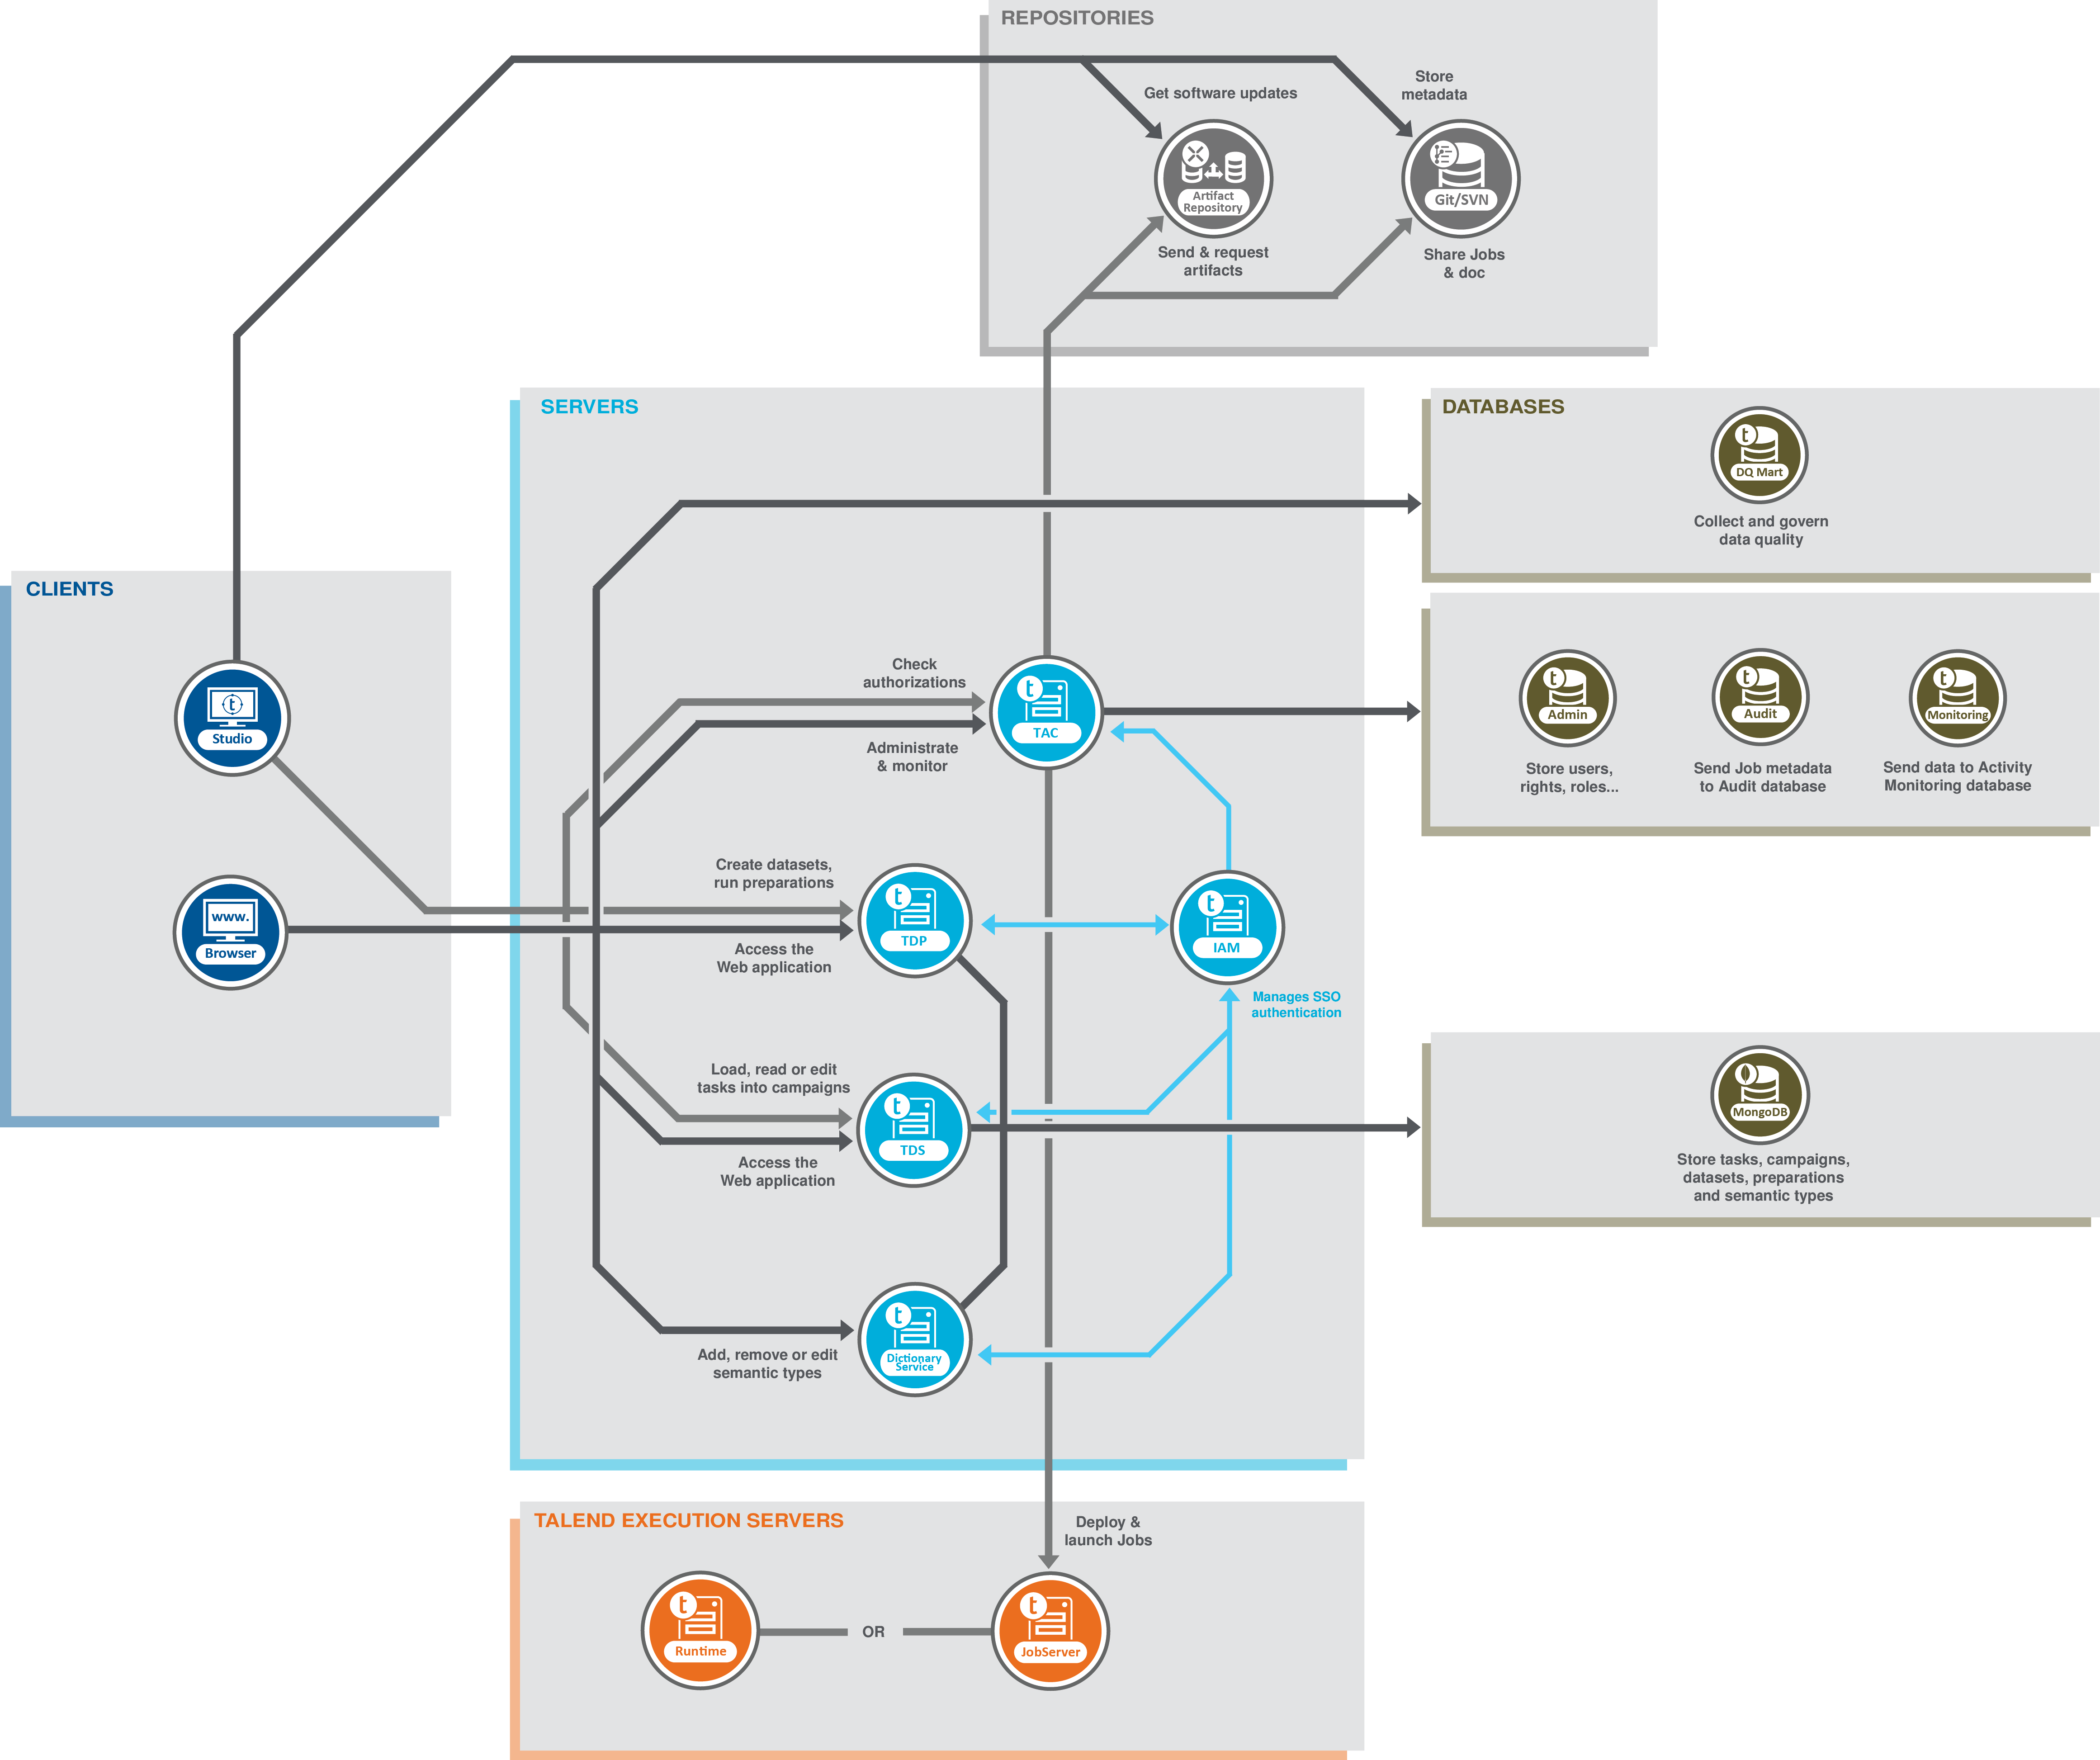 REPOSITORIES
Get software updates
Store
metadata
Artifact
Repository
Git/SVN
Send & request
artifacts
Share Jobs
& doc
SERVERS
DATABASES
t
DQ Mart
Collect and govern
data quality
CLIENTS
t
Studio
Check
authorizations
t
TAC
Administrate
& monitor
t
Admin
t
Audit
t
Monitoring
Store users,
rights, roles...
Send Job metadata
to Audit database
Send data to Activity
Monitoring database
www.
Browser
Create datasets,
run preparations
t
TDP
Access the
Web application
t
IAM
Manages SSO
authentication
Load, read or edit
tasks into campaigns
t
TDS
Access the
Web application
MongoDB
Store tasks, campaigns,
datasets, preparations
and semantic types
t
Dictionary
Service
Add, remove or edit
semantic types
TALEND EXECUTION SERVERS
Deploy &
launch Jobs
t
Runtime
OR
t
JobServer